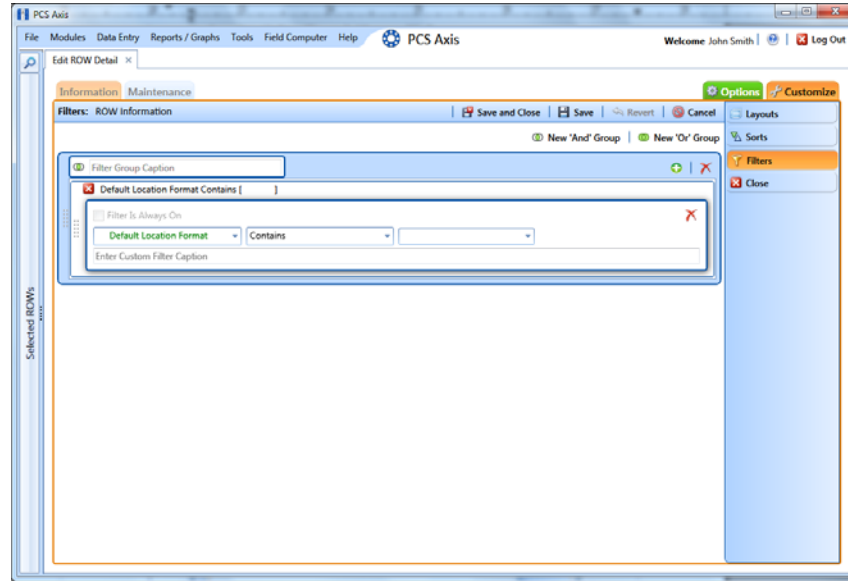 PCS Axis
File Modules Data Entry Reports / Graphs Tools Field Computer Help PCS Axis Welcome John Smith | | Log Out
Edit ROW Detail ×
Information Maintenance Options Customize
Filters: ROW Information | Save and Close | Save | Revert | Cancel
Layouts
New 'And' Group | New 'Or' Group
Sorts
Filter Group Caption
Filters
Default Location Format Contains [ ]
Close
Filter Is Always On
Default Location Format Contains
Enter Custom Filter Caption
Selected ROWs